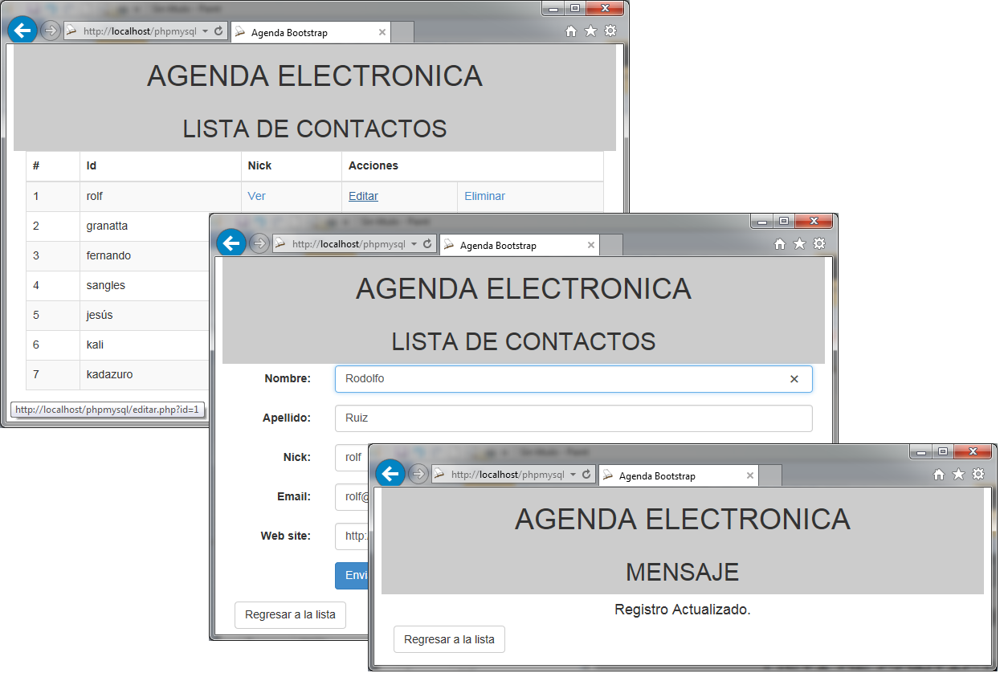 http://localhost/phpmysql
Agenda Bootstrap
AGENDA ELECTRONICA
LISTA DE CONTACTOS
# Id Nick Acciones
1 rolf Ver Editar Eliminar
2 granatta
3 fernando
4 sangles
5 jesús
6 kali
7 kadazuro
http://localhost/phpmysql/editar.php?id=1
http://localhost/phpmysql
Agenda Bootstrap
AGENDA ELECTRONICA
LISTA DE CONTACTOS
Nombre: Rodolfo
Apellido: Ruiz
Nick: rolf
Email: rolf@
Web site: http:
Envi
Regresar a la lista
http://localhost/phpmysql
Agenda Bootstrap
AGENDA ELECTRONICA
MENSAJE
Registro Actualizado.
Regresar a la lista